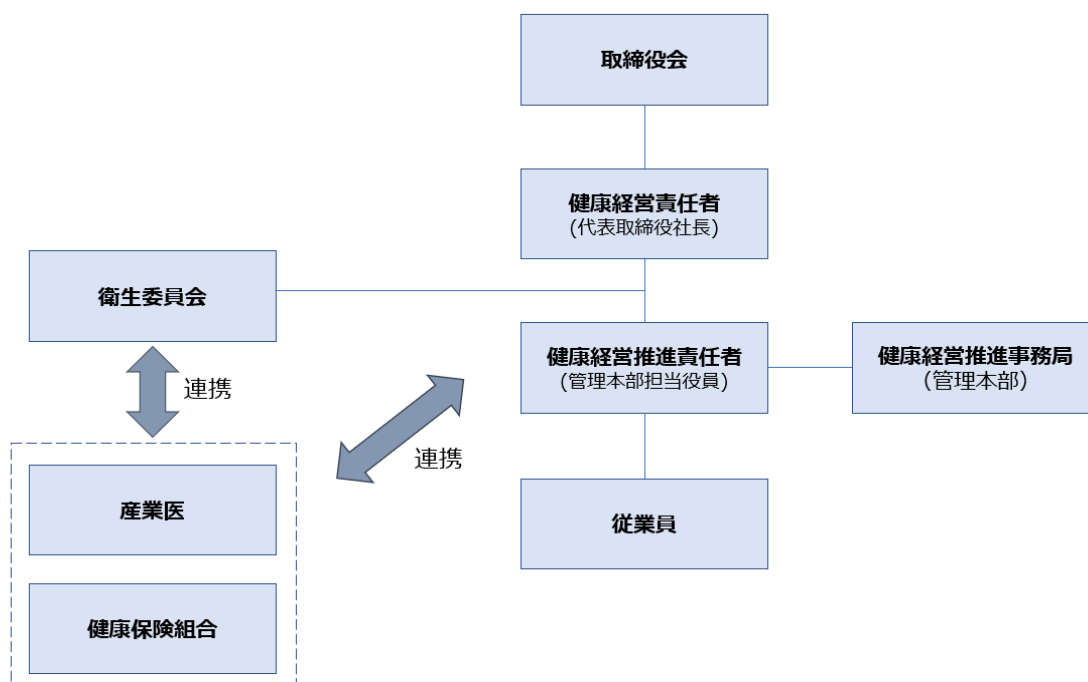 取締役会
健康経営責任者
(代表取締役社長)
衛生委員会
健康経営推進責任者
(管理本部担当役員)
健康経営推進事務局
（管理本部）
連携
連携
産業医
従業員
健康保険組合